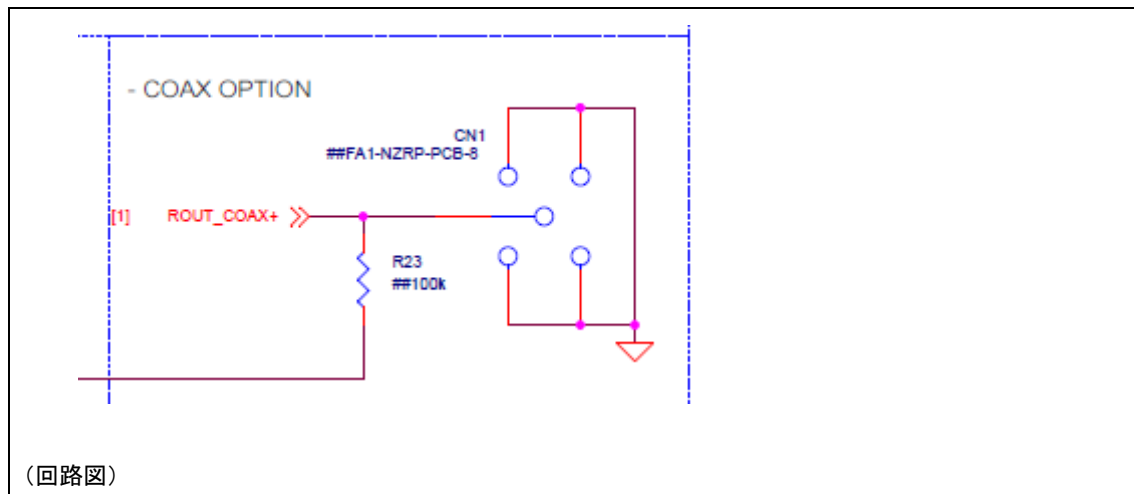 - COAX OPTION
CN1
##FA1-NZRP-PCB-8
[1] ROUT_COAX+
R23
##100k
(回路図)